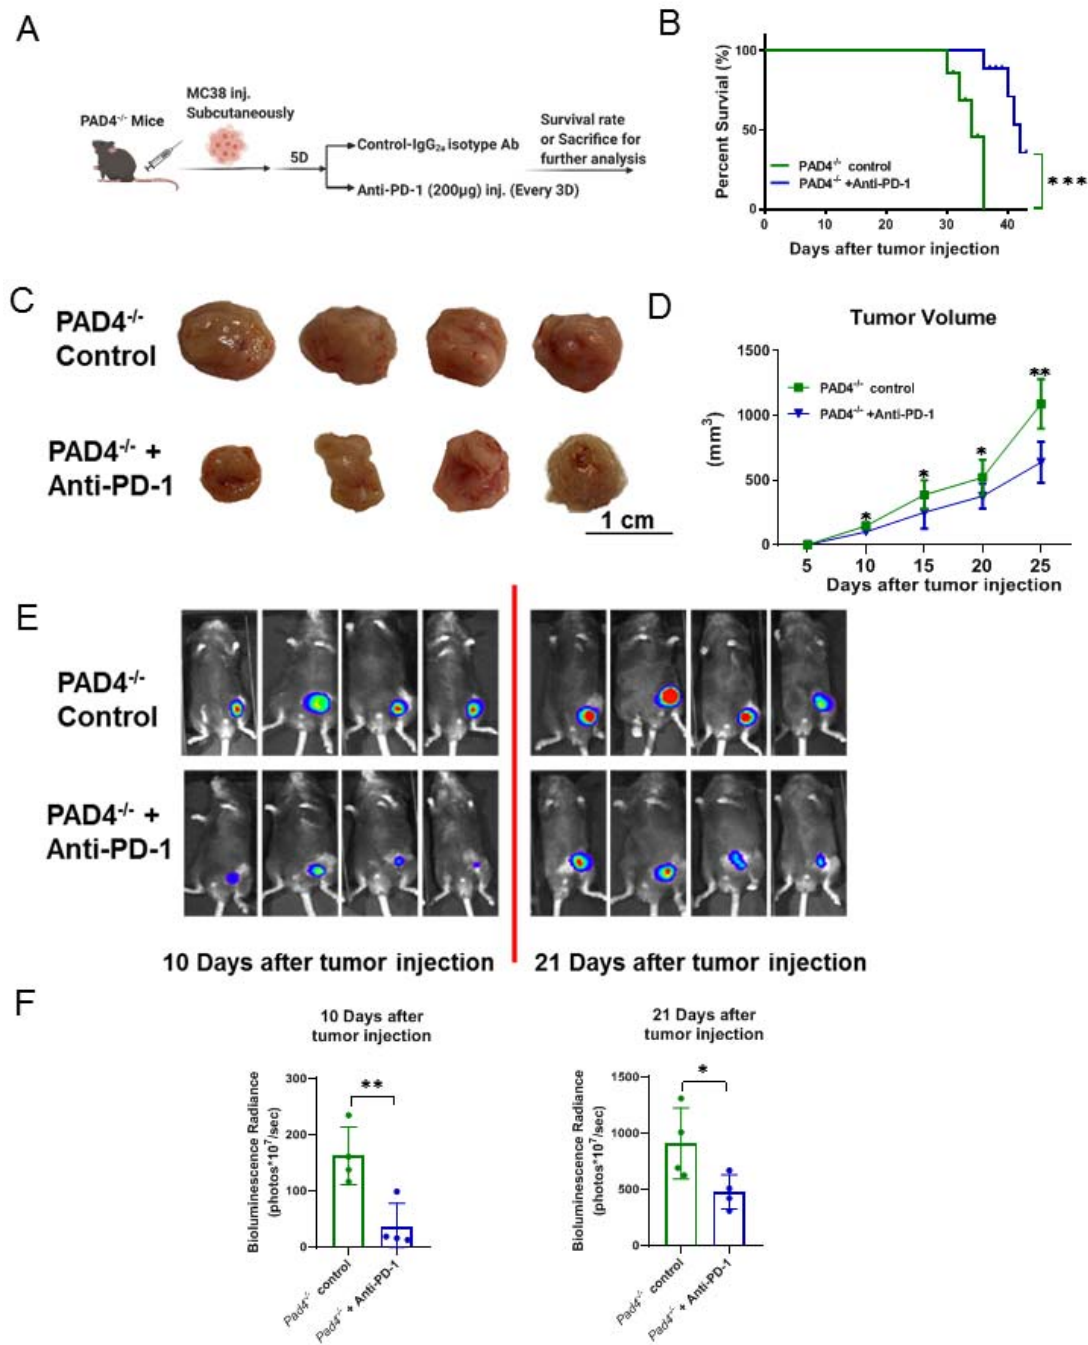 A
PAD4-/- Mice
MC38 inj.
Subcutaneously
5D
Control-IgG2a isotype Ab
Anti-PD-1 (200µg) inj. (Every 3D)
Survival rate
or Sacrifice for
further analysis
B
Percent Survial (%)
100
50
0
PAD4-/- control
PAD4-/- +Anti-PD-1
***
0 10 20 30 40
Days after tumor injection
C
PAD4-/-
Control
PAD4-/- +
Anti-PD-1
1 cm
D
Tumor Volume
(mm3)
1500
1000
500
0
PAD4-/- control
PAD4-/- +Anti-PD-1
* * * **
5 10 15 20 25
Days after tumor injection
E
PAD4-/-
Control
PAD4-/- +
Anti-PD-1
10 Days after tumor injection
21 Days after tumor injection
F
10 Days after
tumor injection
Bioluminescence Radiance
(photos*10^7/sec)
300
200
100
0
**
Pad4-/- control
Pad4-/- + Anti-PD-1
21 Days after
tumor injection
Bioluminescence Radiance
(photos*10^7/sec)
1500
1000
500
0
*
Pad4-/- control
Pad4-/- + Anti-PD-1